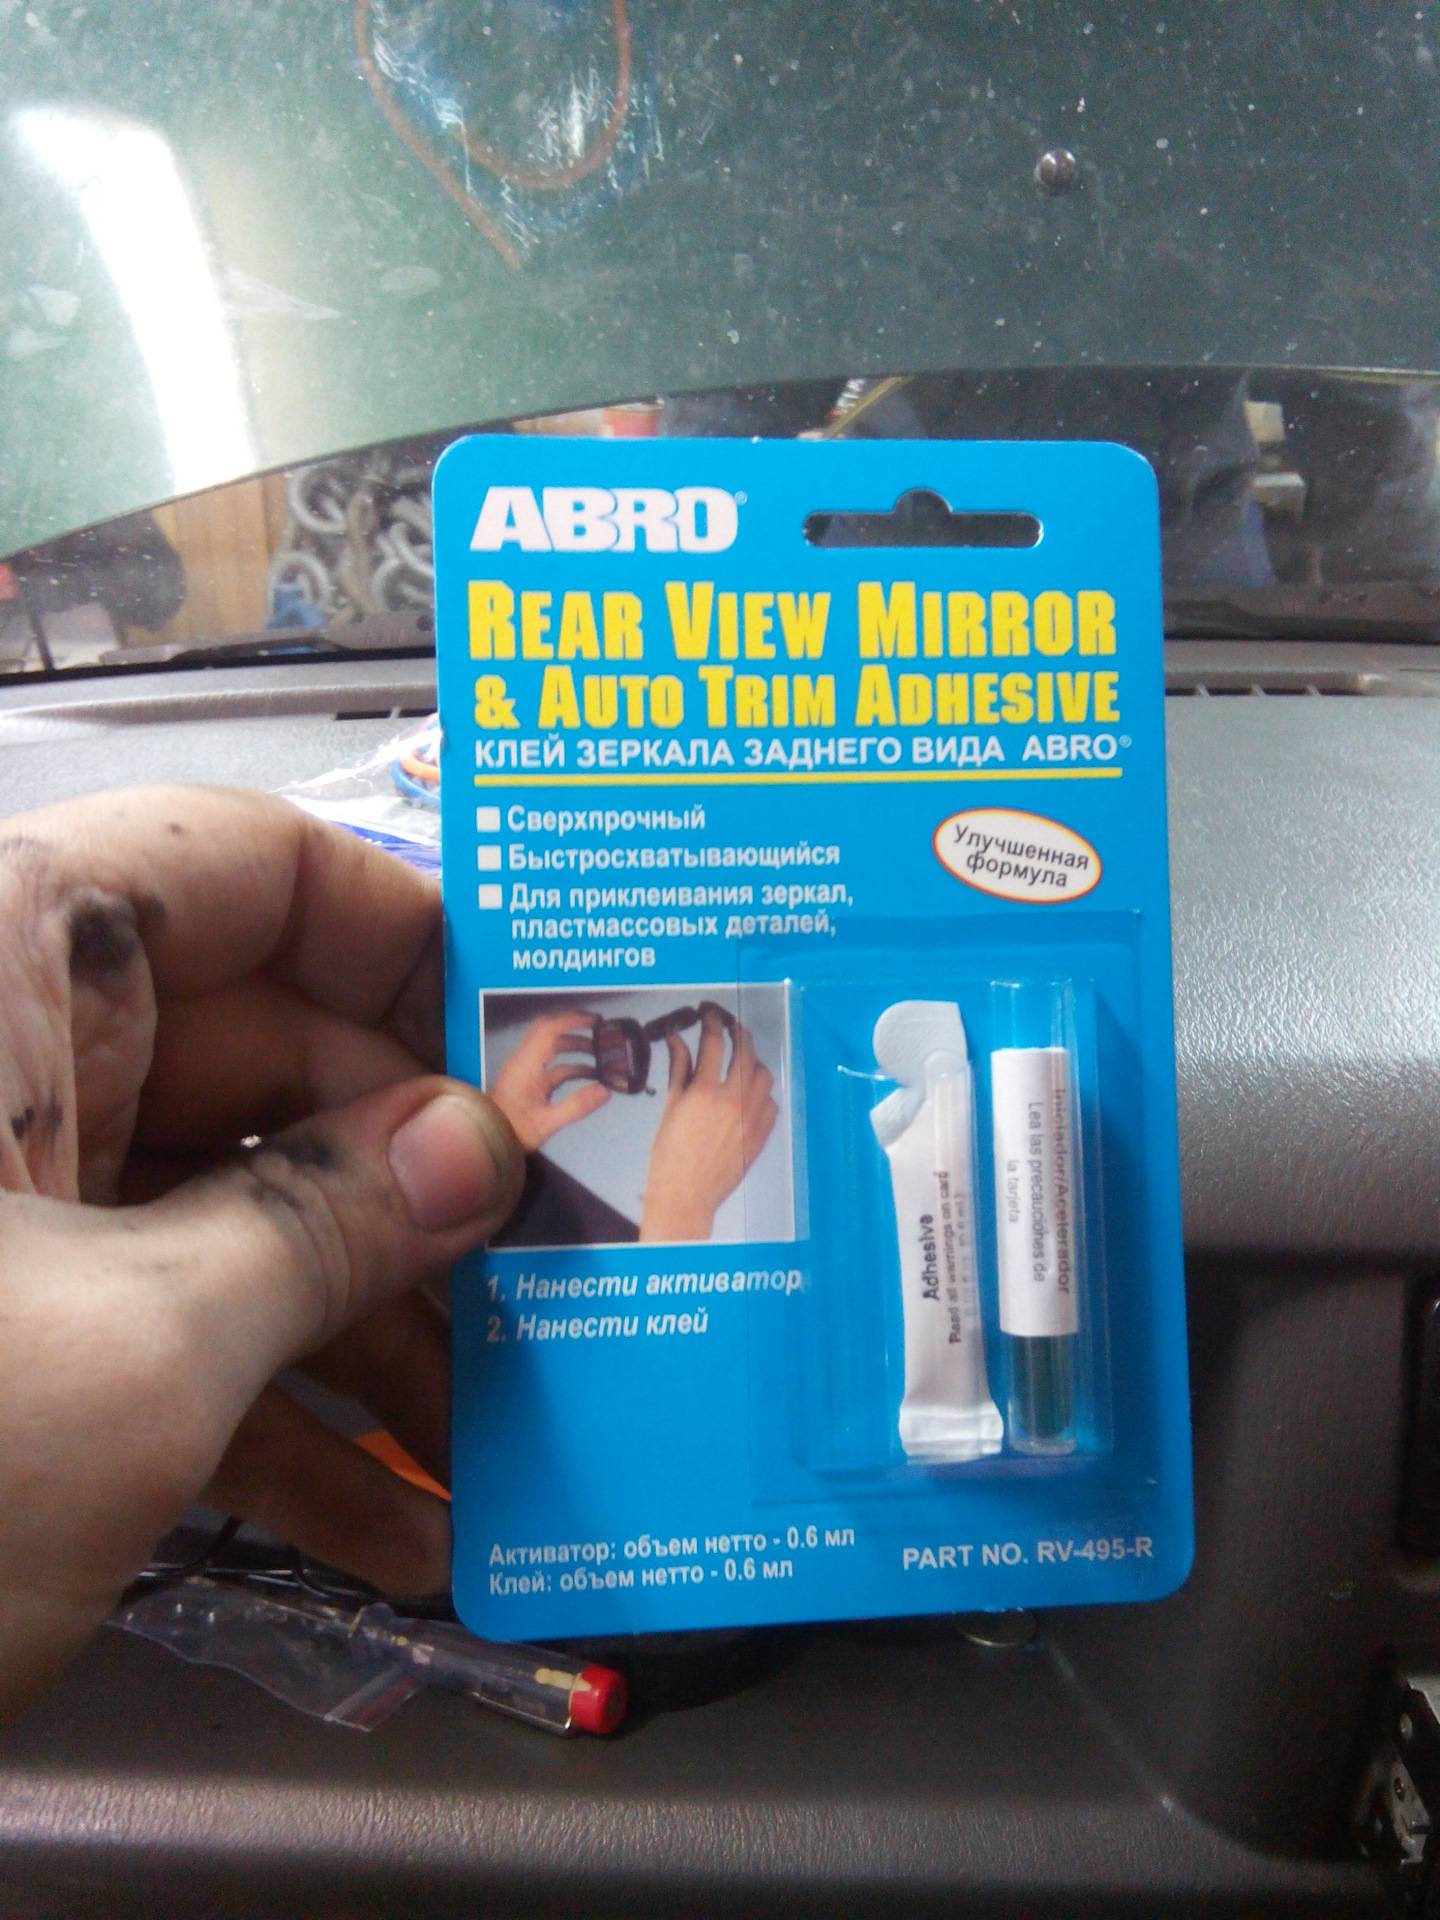 ABRO®
REAR VIEW MIRROR
& AUTO TRIM ADHESIVE
КЛЕЙ ЗЕРКАЛА ЗАДНЕГО ВИДА ABRO®
Сверхпрочный
Быстросхватывающийся
Для приклеивания зеркал,
пластмассовых деталей,
молдингов
Улучшенная
формула
Adhesive
Read all warnings on card
Iniciador/Acelerador
Lea las precauciones de
la tarjeta
1. Нанести активатор
2. Нанести клей
Активатор: объем нетто - 0.6 мл
Клей: объем нетто - 0.6 мл
PART NO. RV-495-R